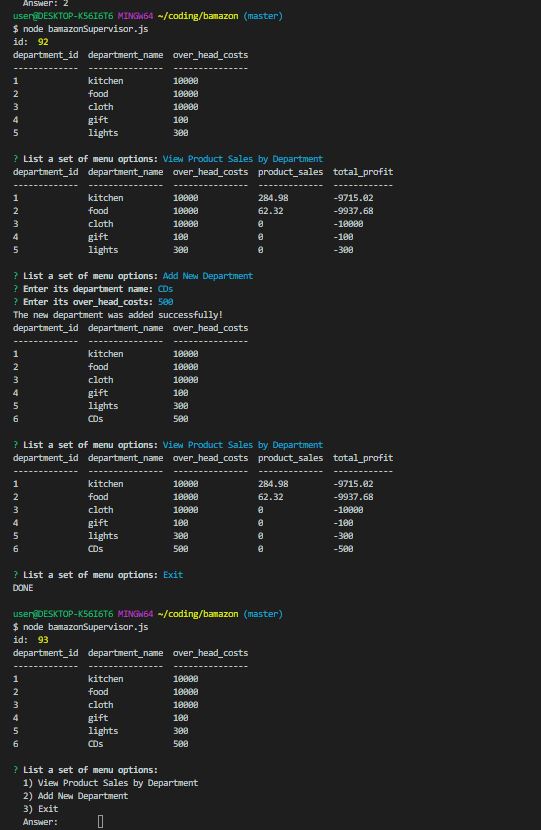 Answer: 2
user@DESKTOP-K56I6T6 MINGW64 ~/coding/bamazon (master)
$ node bamazonSupervisor.js
id:  92
department_id  department_name  over_head_costs
-------------  ---------------  ---------------
1              kitchen          10000
2              food             10000
3              cloth            10000
4              gift             100
5              lights           300
? List a set of menu options: View Product Sales by Department
department_id  department_name  over_head_costs  product_sales  total_profit
-------------  ---------------  ---------------  -------------  ------------
1              kitchen          10000            284.98         -9715.02
2              food             10000            62.32          -9937.68
3              cloth            10000            0              -10000
4              gift             100              0              -100
5              lights           300              0              -300
? List a set of menu options: Add New Department
? Enter its department name: CDs
? Enter its over_head_costs: 500
The new department was added successfully!
department_id  department_name  over_head_costs
-------------  ---------------  ---------------
1              kitchen          10000
2              food             10000
3              cloth            10000
4              gift             100
5              lights           300
6              CDs              500
? List a set of menu options: View Product Sales by Department
department_id  department_name  over_head_costs  product_sales  total_profit
-------------  ---------------  ---------------  -------------  ------------
1              kitchen          10000            284.98         -9715.02
2              food             10000            62.32          -9937.68
3              cloth            10000            0              -10000
4              gift             100              0              -100
5              lights           300              0              -300
6              CDs              500              0              -500
? List a set of menu options: Exit
DONE
user@DESKTOP-K56I6T6 MINGW64 ~/coding/bamazon (master)
$ node bamazonSupervisor.js
id:  93
department_id  department_name  over_head_costs
-------------  ---------------  ---------------
1              kitchen          10000
2              food             10000
3              cloth            10000
4              gift             100
5              lights           300
6              CDs              500
? List a set of menu options:
1) View Product Sales by Department
2) Add New Department
3) Exit
Answer: